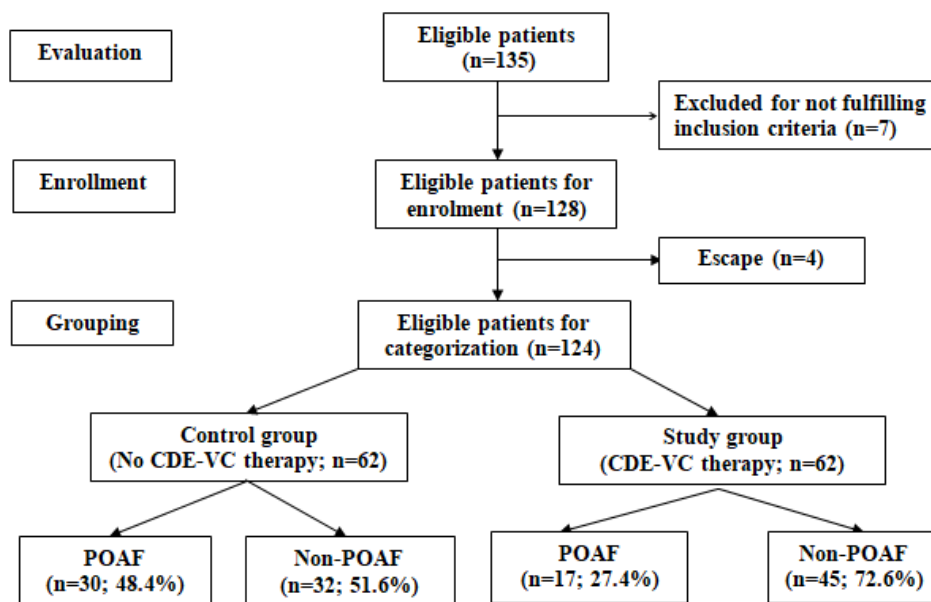 Evaluation
Eligible patients
(n=135)
Excluded for not fulfilling
inclusion criteria (n=7)
Enrollment
Eligible patients for
enrolment (n=128)
Escape (n=4)
Grouping
Eligible patients for
categorization (n=124)
Control group
(No CDE-VC therapy; n=62)
Study group
(CDE-VC therapy; n=62)
POAF
(n=30; 48.4%)
Non-POAF
(n=32; 51.6%)
POAF
(n=17; 27.4%)
Non-POAF
(n=45; 72.6%)